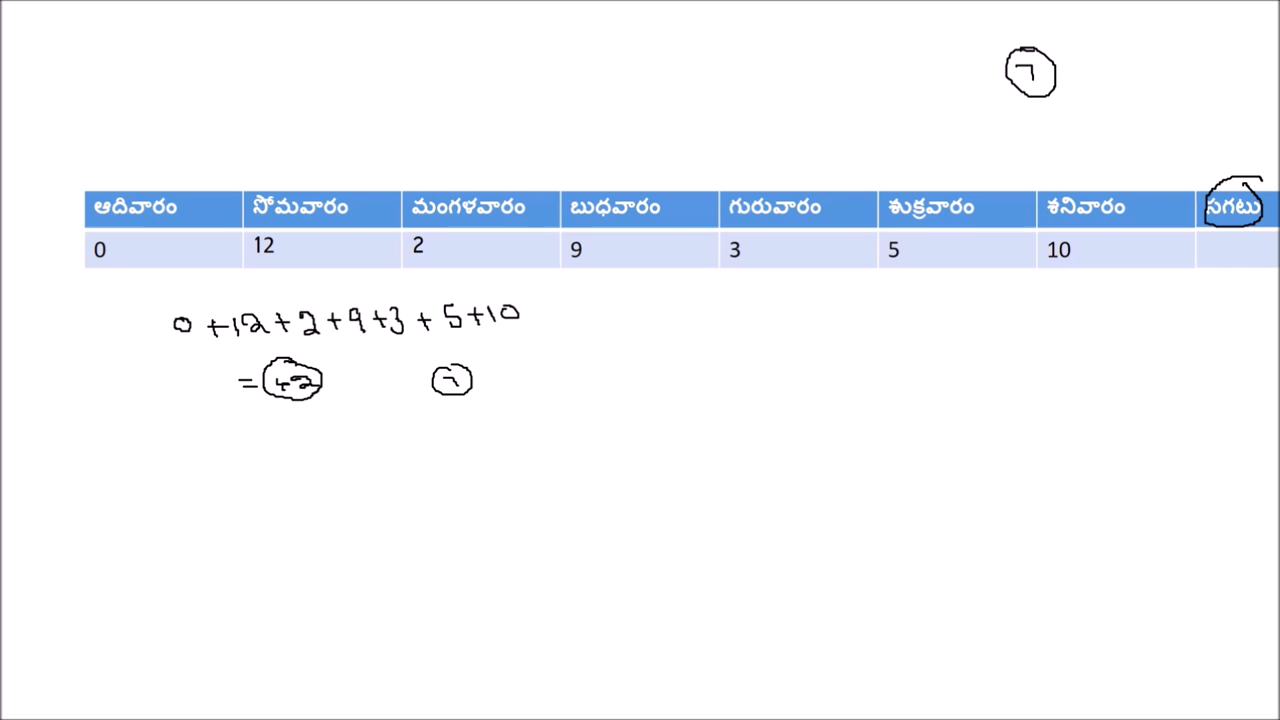 7
ఆదివారం సోమవారం మంగళవారం బుధవారం గురువారం శుక్రవారం శనివారం సగటు
0 12 2 9 3 5 10
0 + 12 + 2 + 9 + 3 + 5 + 10
= 42 7